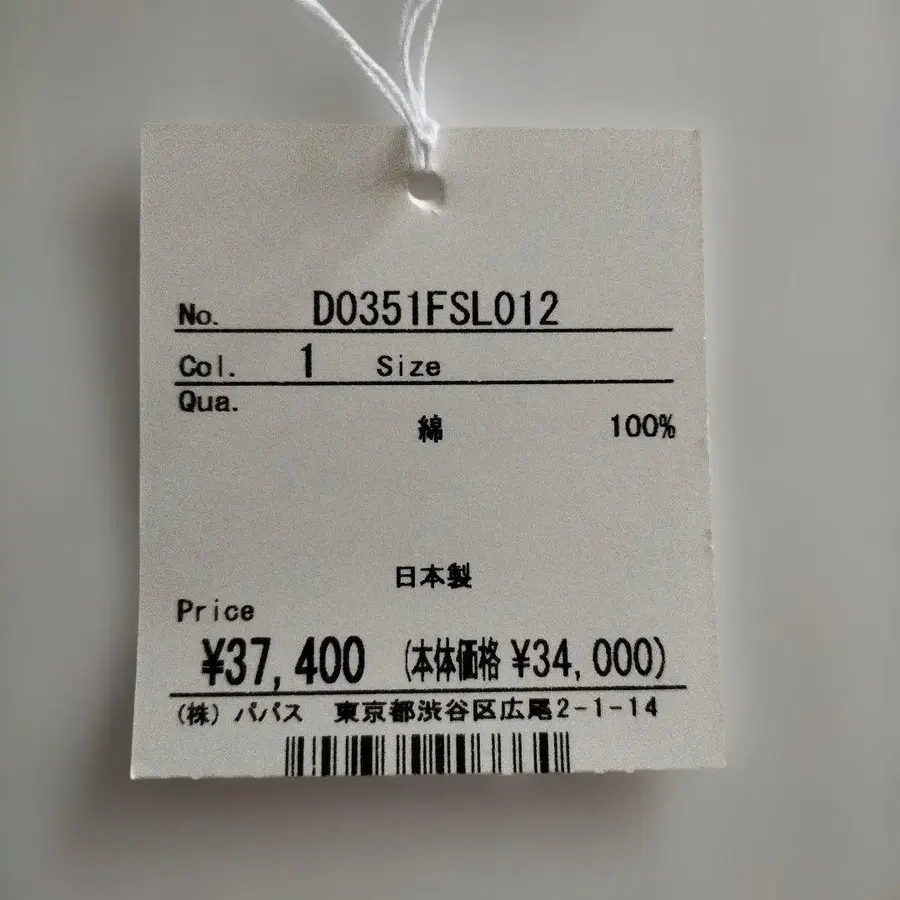 No. D0351FSL012
Col. 1 Size
Qua.
綿 100%
日本製
Price
¥37,400 (本体価格 ¥34,000)
(株) パパス 東京都渋谷区広尾2-1-14